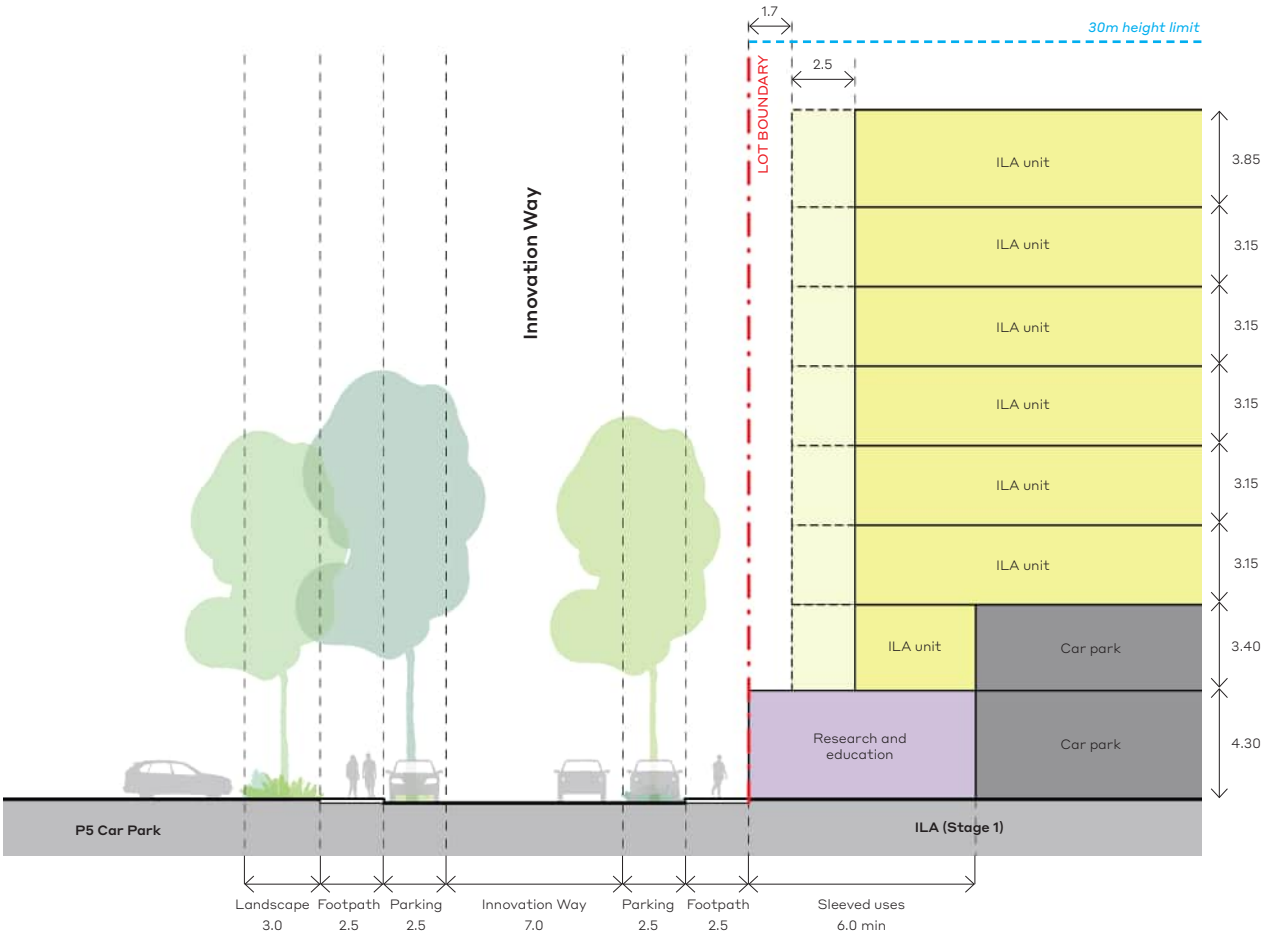 1.7
30m height limit
2.5
LOT BOUNDARY
Innovation Way
ILA unit
3.85
ILA unit
3.15
ILA unit
3.15
ILA unit
3.15
ILA unit
3.15
ILA unit
3.15
ILA unit
Car park
3.40
Research and
education
Car park
4.30
P5 Car Park
ILA (Stage 1)
Landscape
3.0
Footpath
2.5
Parking
2.5
Innovation Way
7.0
Parking
2.5
Footpath
2.5
Sleeved uses
6.0 min